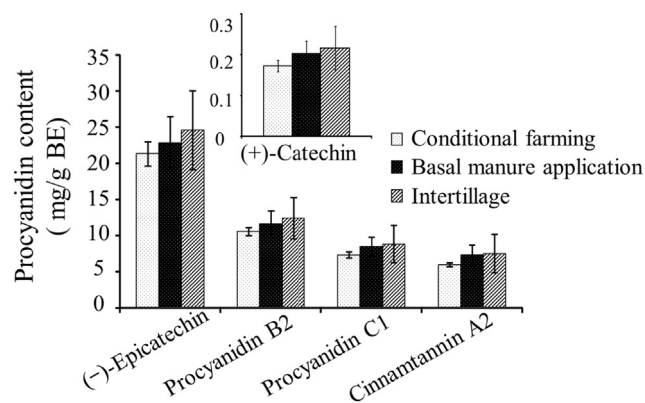 0.3
0.2
0.1
0
(+)-Catechin
Procyanidin content
( mg/g BE)
35
30
25
20
15
10
5
0
Conditional farming
Basal manure application
Intertillage
(−)-Epicatechin
Procyanidin B2
Procyanidin C1
Cinnamtannin A2